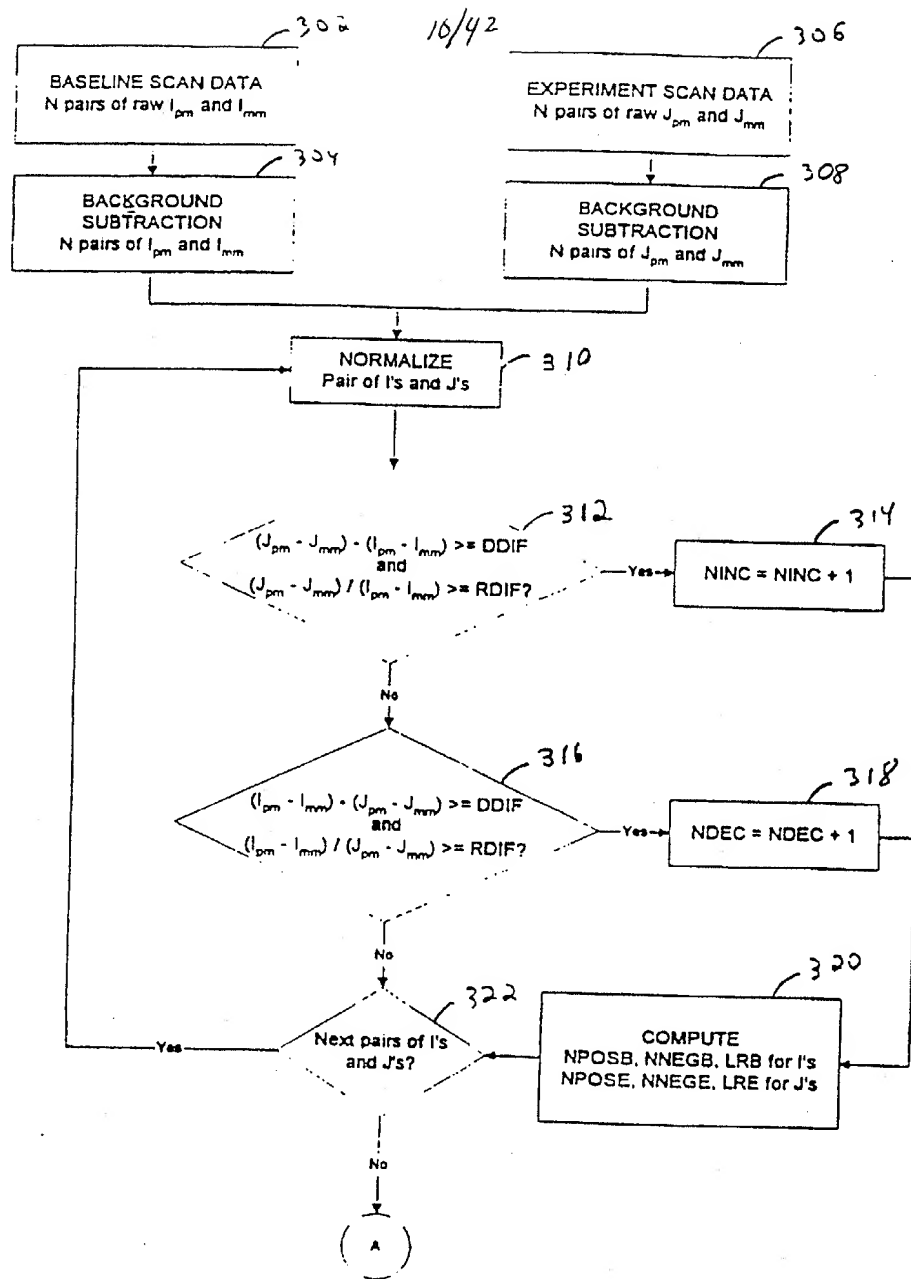 302
10/42
306
BASELINE SCAN DATA
N pairs of raw I_pm and I_mm
EXPERIMENT SCAN DATA
N pairs of raw J_pm and J_mm
304
308
BACKGROUND
SUBTRACTION
N pairs of I_pm and I_mm
BACKGROUND
SUBTRACTION
N pairs of J_pm and J_mm
NORMALIZE
Pair of I's and J's
310
312
(J_pm - J_mm) - (I_pm - I_mm) >= DDIF
and
(J_pm - J_mm) / (I_pm - I_mm) >= RDIF?
Yes
314
NINC = NINC + 1
No
316
(I_pm - I_mm) - (J_pm - J_mm) >= DDIF
and
(I_pm - I_mm) / (J_pm - J_mm) >= RDIF?
Yes
318
NDEC = NDEC + 1
No
322
320
Yes
Next pairs of I's
and J's?
COMPUTE
NPOSB, NNEGB, LRB for I's
NPOSE, NNEGE, LRE for J's
No
A